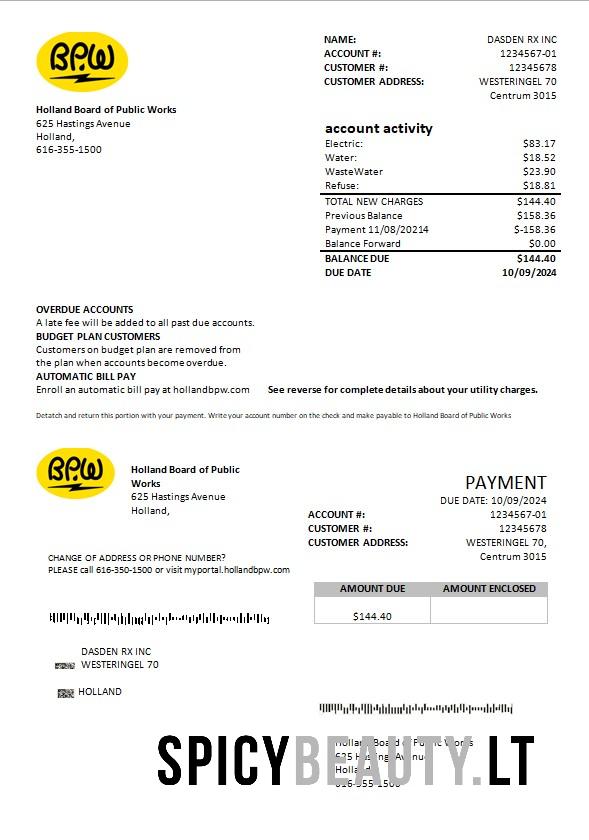 BPW
Holland Board of Public Works
625 Hastings Avenue
Holland,
616-355-1500
NAME: DASDEN RX INC
ACCOUNT #: 1234567-01
CUSTOMER #: 12345678
CUSTOMER ADDRESS: WESTERINGEL 70
Centrum 3015
account activity
Electric: $83.17
Water: $18.52
WasteWater $23.90
Refuse: $18.81
TOTAL NEW CHARGES $144.40
Previous Balance $158.36
Payment 11/08/20214 $-158.36
Balance Forward $0.00
BALANCE DUE $144.40
DUE DATE 10/09/2024
OVERDUE ACCOUNTS
A late fee will be added to all past due accounts.
BUDGET PLAN CUSTOMERS
Customers on budget plan are removed from
the plan when accounts become overdue.
AUTOMATIC BILL PAY
Enroll an automatic bill pay at hollandbpw.com See reverse for complete details about your utility charges.
Detatch and return this portion with your payment. Write your account number on the check and make payable to Holland Board of Public Works
BPW
Holland Board of Public
Works
625 Hastings Avenue
Holland,
PAYMENT
DUE DATE: 10/09/2024
ACCOUNT #: 1234567-01
CUSTOMER #: 12345678
CUSTOMER ADDRESS: WESTERINGEL 70,
Centrum 3015
CHANGE OF ADDRESS OR PHONE NUMBER?
PLEASE call 616-350-1500 or visit myportal.hollandbpw.com
AMOUNT DUE AMOUNT ENCLOSED
$144.40
DASDEN RX INC
WESTERINGEL 70
HOLLAND
Holland Board of Public Works
625 Hastings Avenue
Holland,
616-355-1500
SPICYBEAUTY.LT